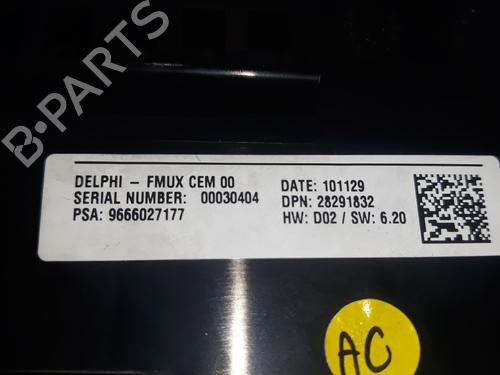 B-PARTS
DELPHI - FMUX CEM 00
SERIAL NUMBER: 00030404
PSA: 9666027177
DATE: 101129
DPN: 28291832
HW: D02 / SW: 6.20
AC